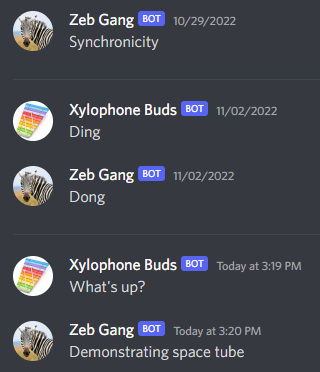 Zeb Gang BOT 10/29/2022
Synchronicity
Xylophone Buds BOT 11/02/2022
Ding
Zeb Gang BOT 11/02/2022
Dong
Xylophone Buds BOT Today at 3:19 PM
What's up?
Zeb Gang BOT Today at 3:20 PM
Demonstrating space tube